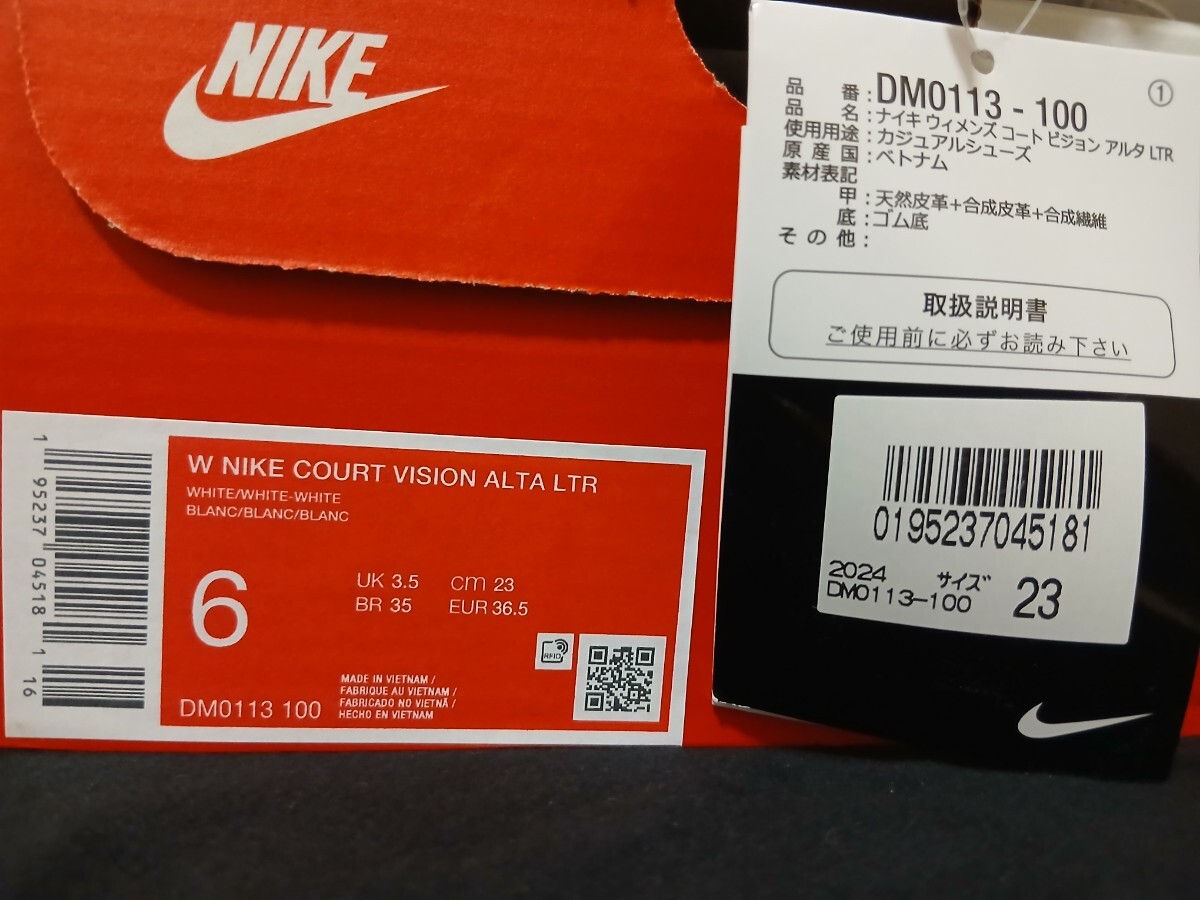 NIKE
1 95237 04518 1 16
W NIKE COURT VISION ALTA LTR
WHITE/WHITE-WHITE
BLANC/BLANC/BLANC
6
UK 3.5 cm 23
BR 35 EUR 36.5
RFID
DM0113 100
MADE IN VIETNAM /
FABRIQUE AU VIETNAM /
FABRICADO NO VIETNÃ /
HECHO EN VIETNAM
①
品番:DM0113 - 100
品名:ナイキ ウィメンズ コート ビジョン アルタ LTR
使用用途:カジュアルシューズ
原産国:ベトナム
素材表記
甲:天然皮革+合成皮革+合成繊維
底:ゴム底
その他:
取扱説明書
ご使用前に必ずお読み下さい
0195237045181
2024 サイズ 23
DM0113-100